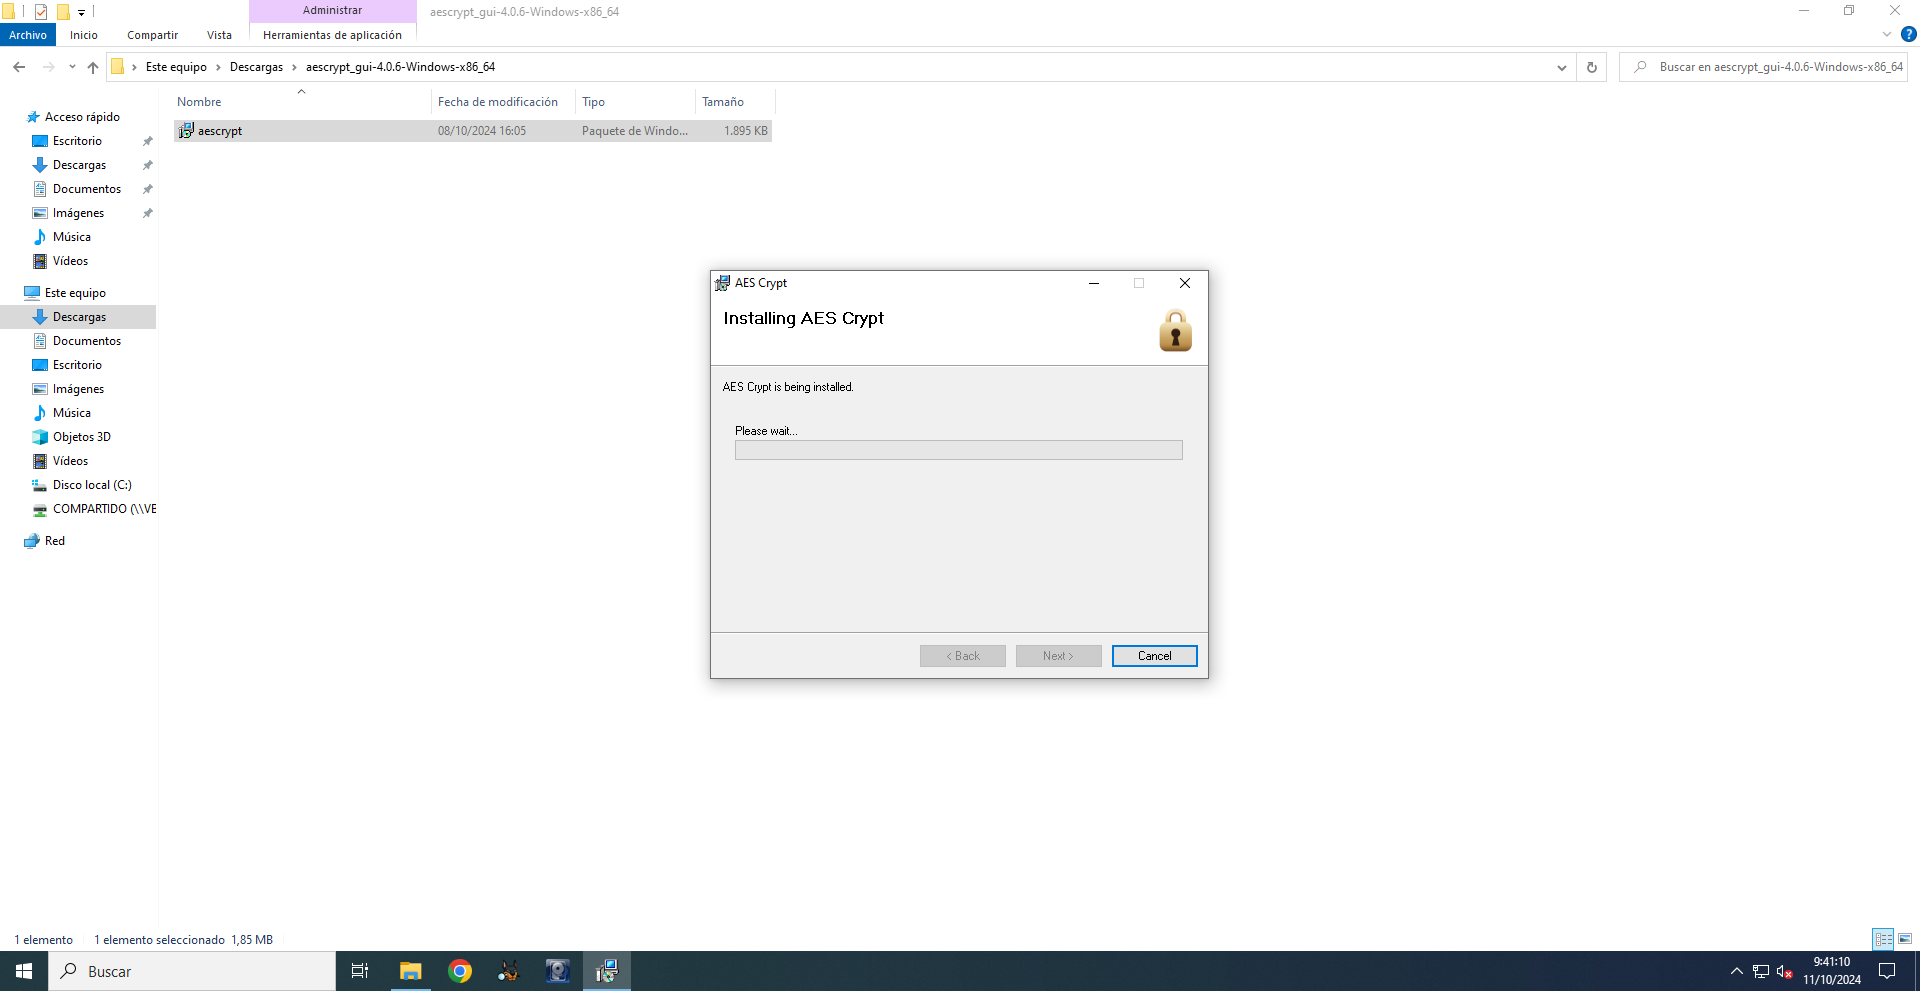 Administrar
aescrypt_gui-4.0.6-Windows-x86_64
Archivo
Inicio
Compartir
Vista
Herramientas de aplicación
Este equipo
Descargas
aescrypt_gui-4.0.6-Windows-x86_64
Buscar en aescrypt_gui-4.0.6-Windows-x86_64
Nombre
Fecha de modificación
Tipo
Tamaño
aescrypt
08/10/2024 16:05
Paquete de Windo...
1.895 KB
Acceso rápido
Escritorio
Descargas
Documentos
Imágenes
Música
Vídeos
Este equipo
Descargas
Documentos
Escritorio
Imágenes
Música
Objetos 3D
Vídeos
Disco local (C:)
COMPARTIDO (\\VE
Red
AES Crypt
Installing AES Crypt
AES Crypt is being installed.
Please wait...
< Back
Next >
Cancel
1 elemento
1 elemento seleccionado 1,85 MB
Buscar
9:41:10
11/10/2024